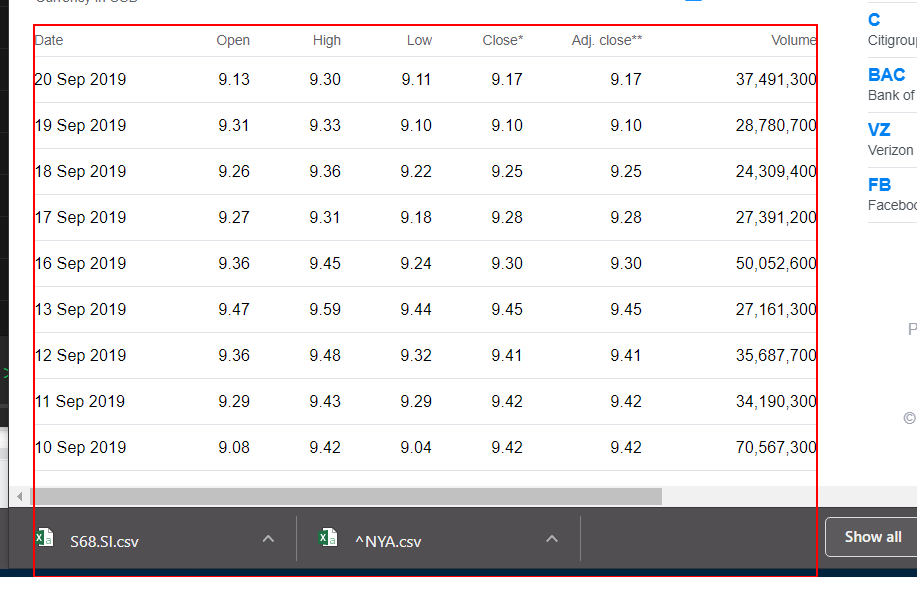 Currency in USD
Date Open High Low Close* Adj. close** Volume
20 Sep 2019 9.13 9.30 9.11 9.17 9.17 37,491,300
19 Sep 2019 9.31 9.33 9.10 9.10 9.10 28,780,700
18 Sep 2019 9.26 9.36 9.22 9.25 9.25 24,309,400
17 Sep 2019 9.27 9.31 9.18 9.28 9.28 27,391,200
16 Sep 2019 9.36 9.45 9.24 9.30 9.30 50,052,600
13 Sep 2019 9.47 9.59 9.44 9.45 9.45 27,161,300
12 Sep 2019 9.36 9.48 9.32 9.41 9.41 35,687,700
11 Sep 2019 9.29 9.43 9.29 9.42 9.42 34,190,300
10 Sep 2019 9.08 9.42 9.04 9.42 9.42 70,567,300
C
Citigrou
BAC
Bank of
VZ
Verizon
FB
Faceboo
P
©
S68.SI.csv
^NYA.csv
Show all